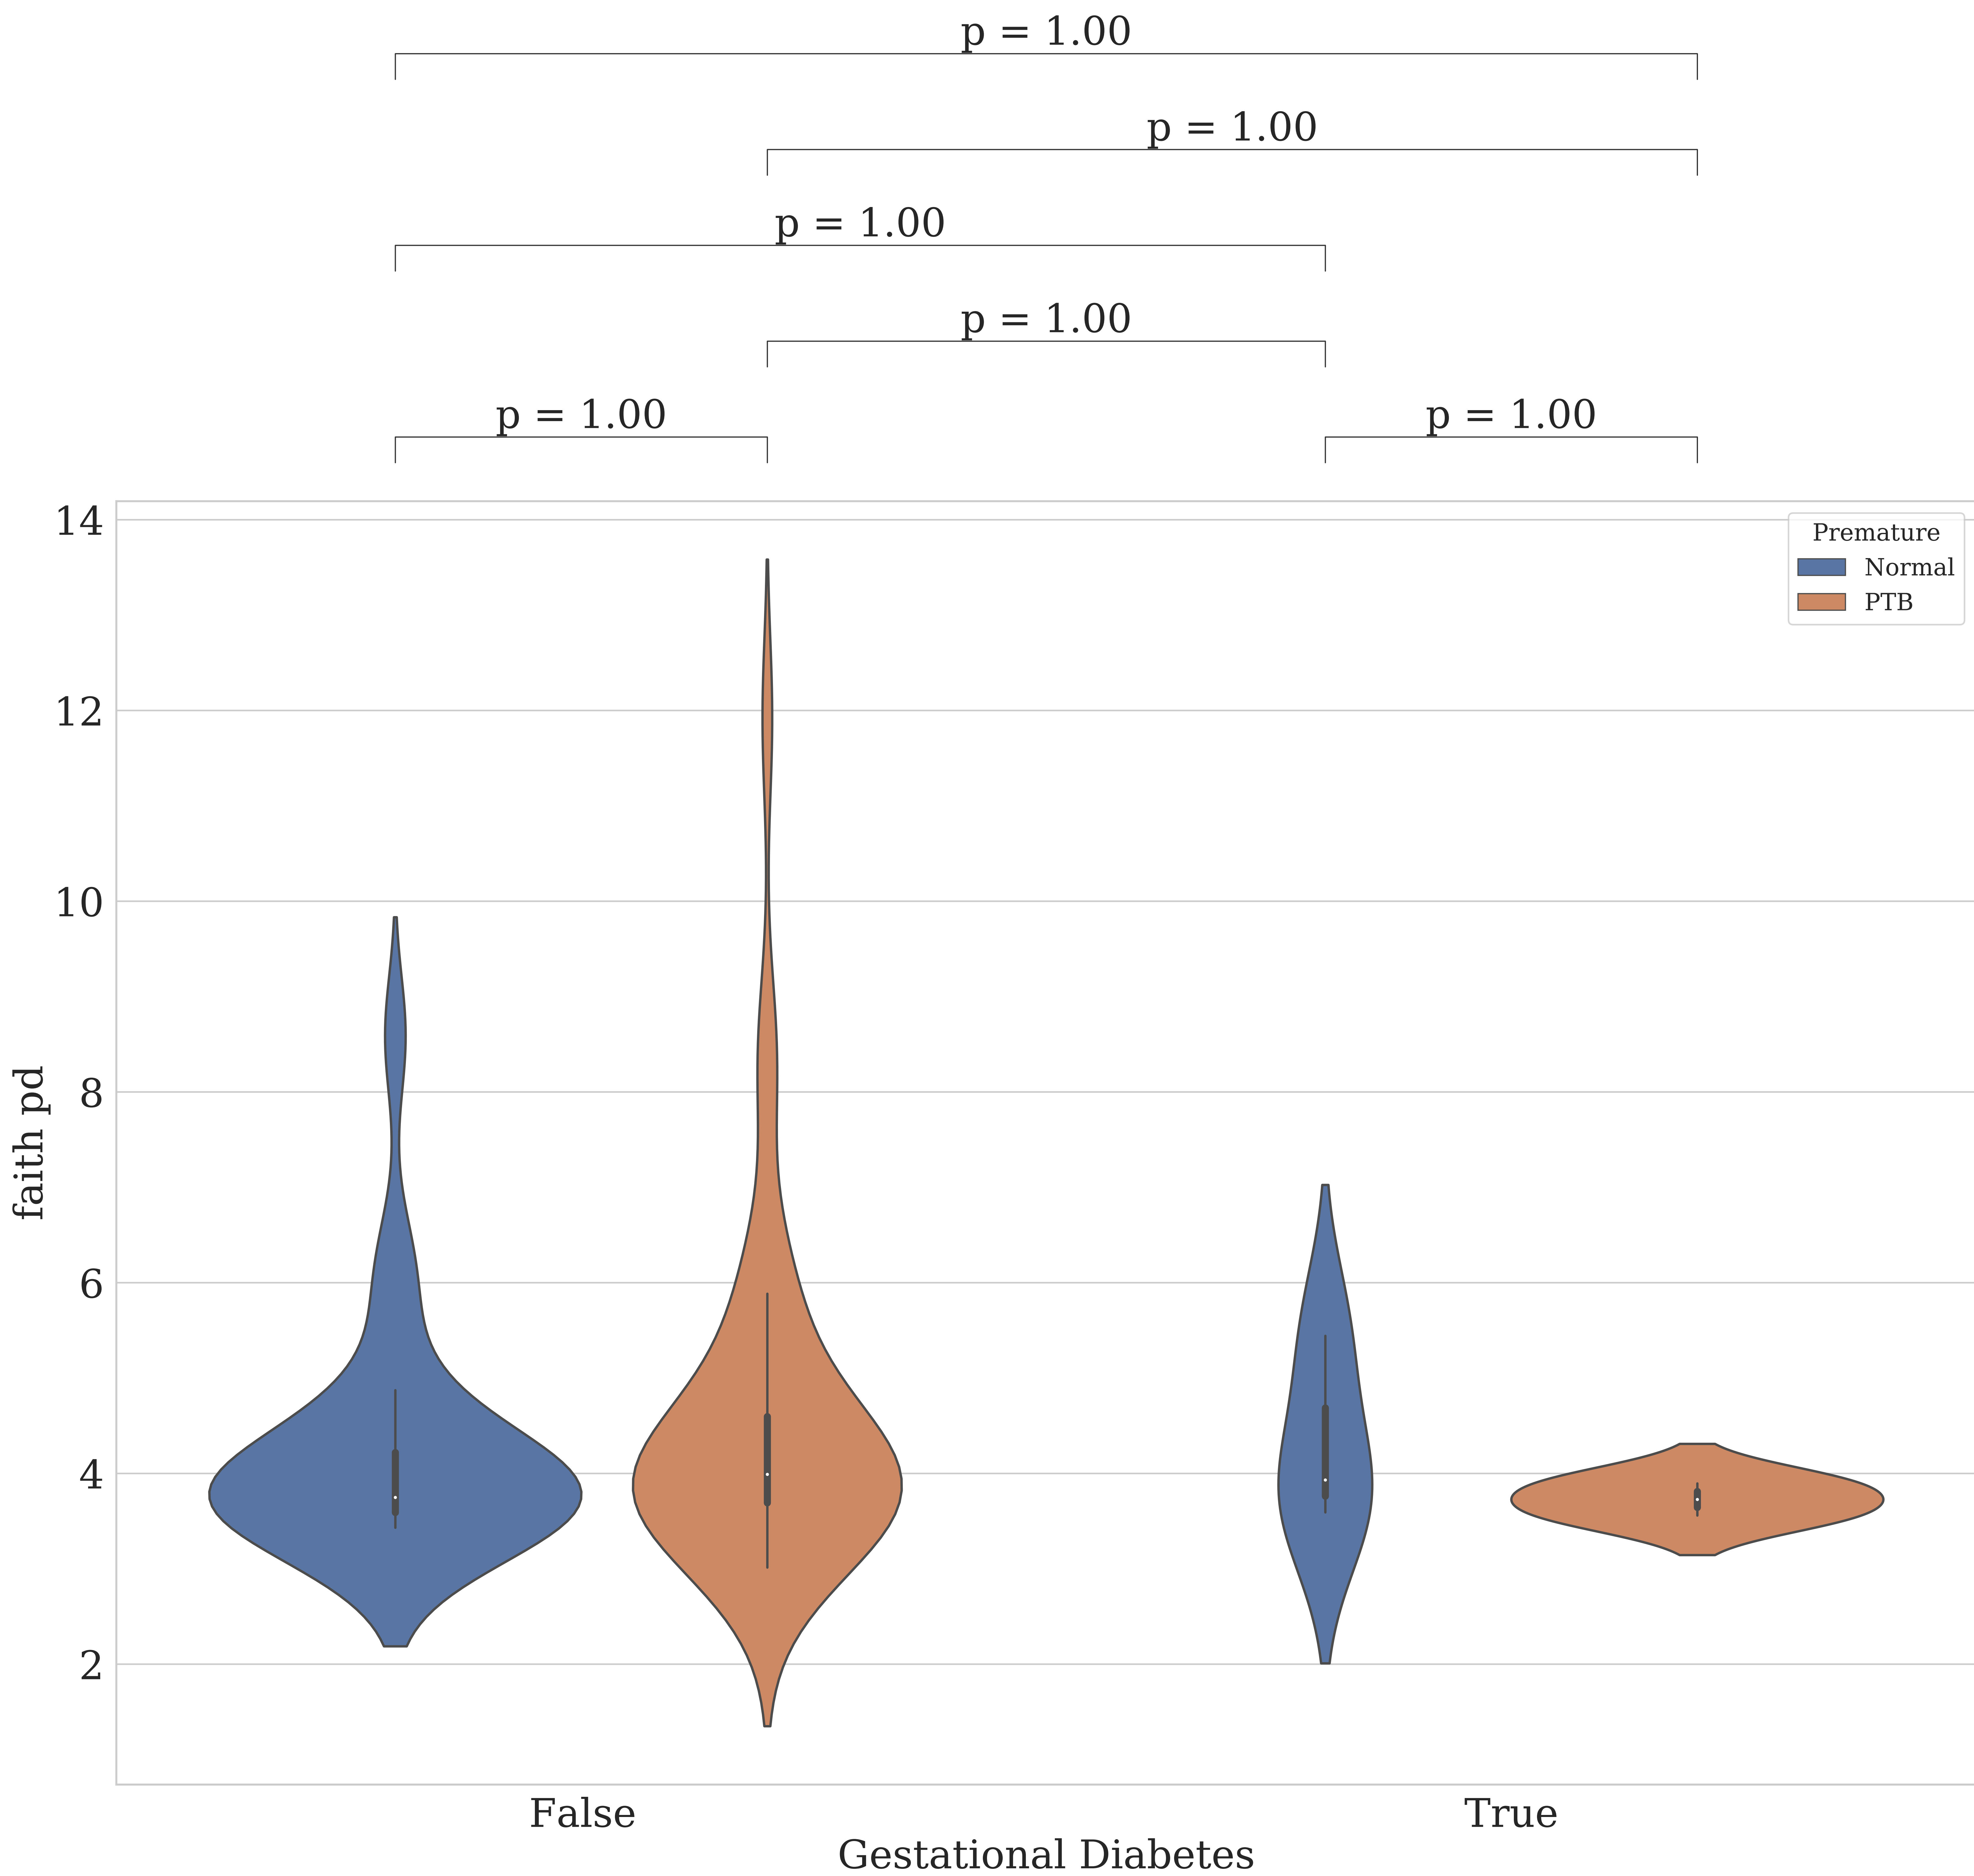 p = 1.00
p = 1.00
p = 1.00
p = 1.00
p = 1.00
p = 1.00
14
12
10
8
6
4
2
faith pd
Premature
Normal
PTB
False
True
Gestational Diabetes